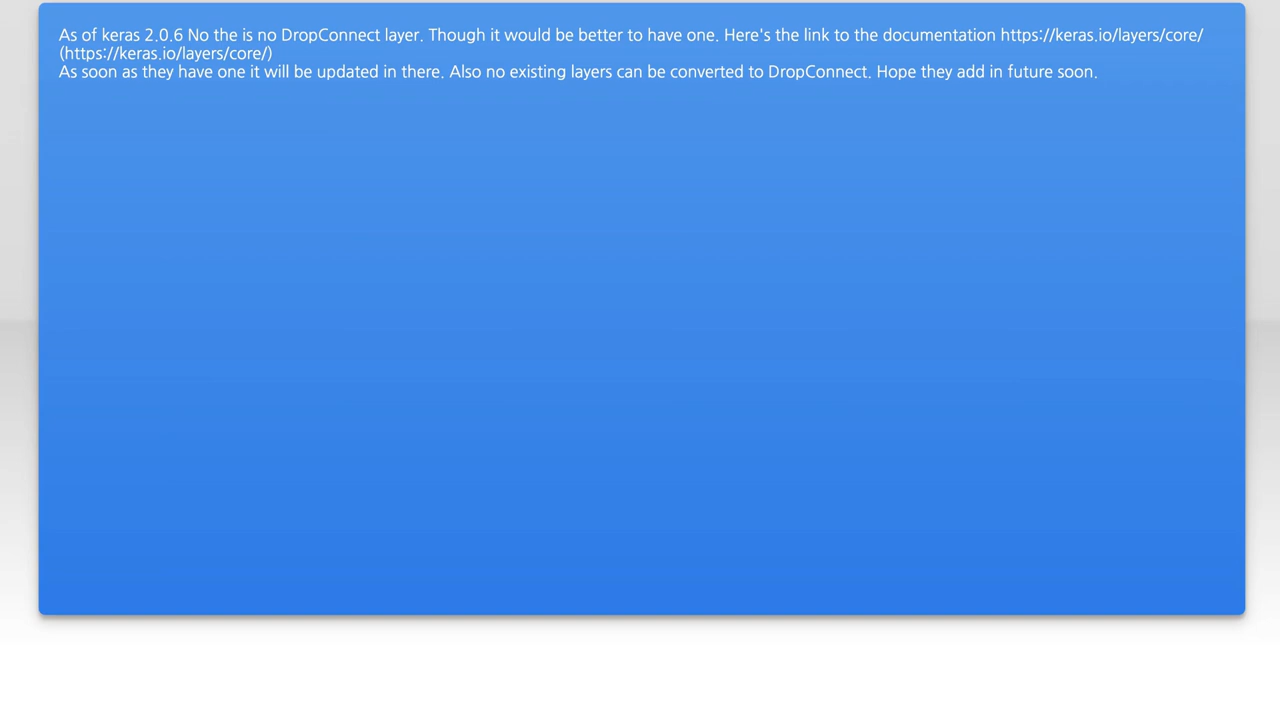 As of keras 2.0.6 No the is no DropConnect layer. Though it would be better to have one. Here's the link to the documentation https://keras.io/layers/core/
(https://keras.io/layers/core/)
As soon as they have one it will be updated in there. Also no existing layers can be converted to DropConnect. Hope they add in future soon.